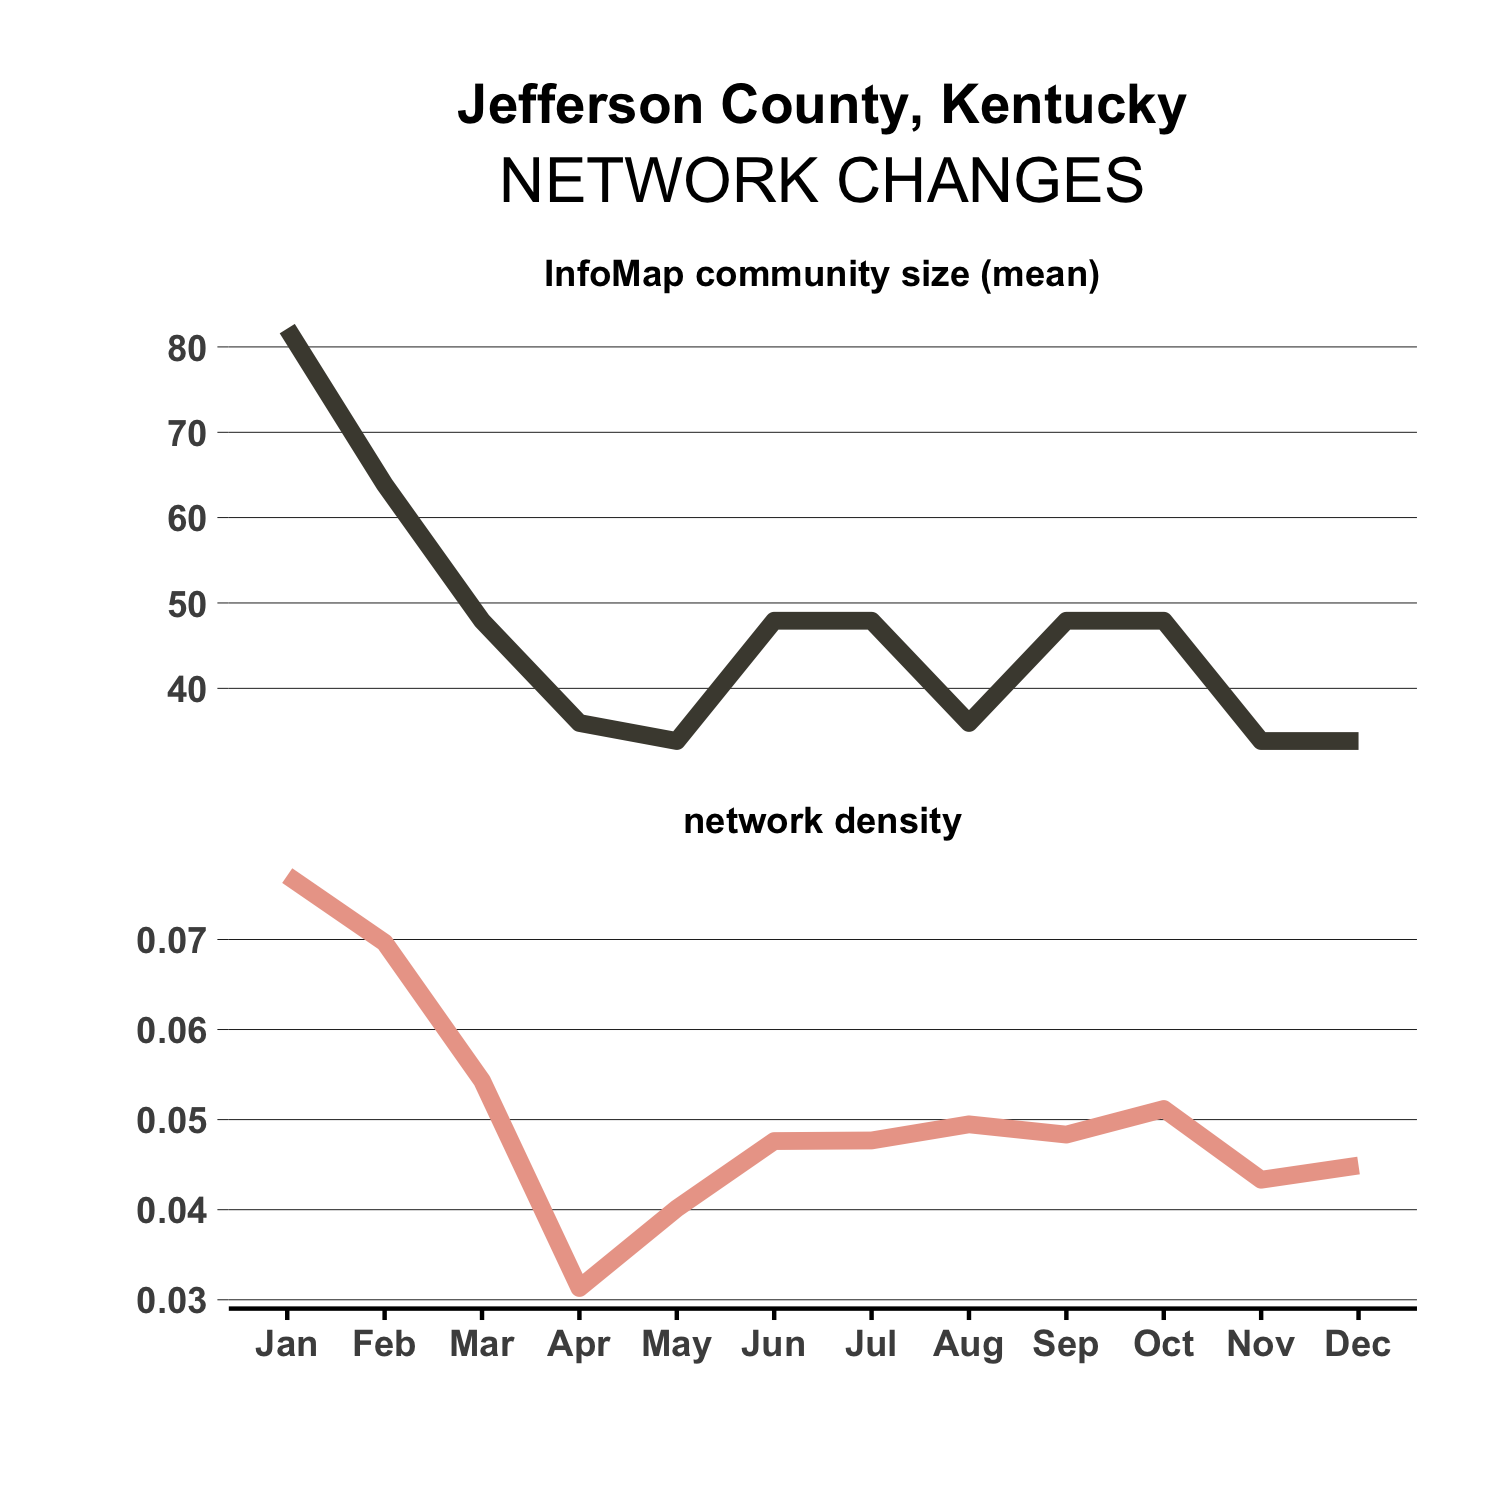 Jefferson County, Kentucky
NETWORK CHANGES
InfoMap community size (mean)
80
70
60
50
40
network density
0.07
0.06
0.05
0.04
0.03
Jan Feb Mar Apr May Jun Jul Aug Sep Oct Nov Dec